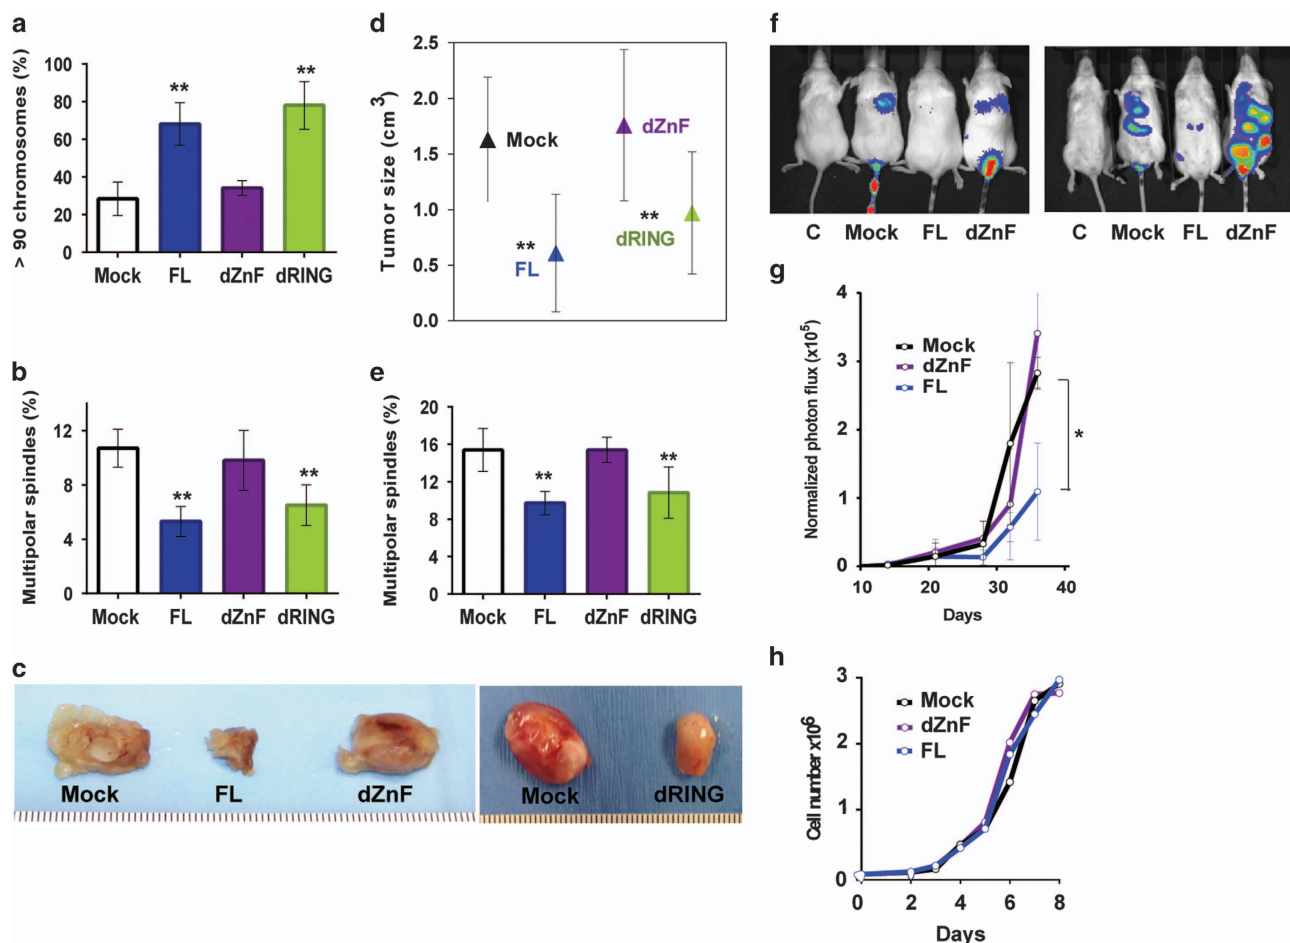 a
> 90 chromosomes (%)
100
80
60
40
20
0
**
**
Mock FL dZnF dRING
b
Multipolar spindles (%)
12
8
4
0
**
**
Mock FL dZnF dRING
c
Mock FL dZnF
Mock dRING
d
Tumor size (cm³)
2.5
2.0
1.5
1.0
0.5
0.0
Mock
**
FL
dZnF
**
dRING
e
Multipolar spindles (%)
20
16
12
8
4
0
**
**
Mock FL dZnF dRING
f
C Mock FL dZnF
C Mock FL dZnF
g
Normalized photon flux (x10⁵)
4
3
2
1
0
Mock
dZnF
FL
*
10 20 30 40
Days
h
Cell number x10⁶
3
2
1
0
Mock
dZnF
FL
0 2 4 6 8
Days